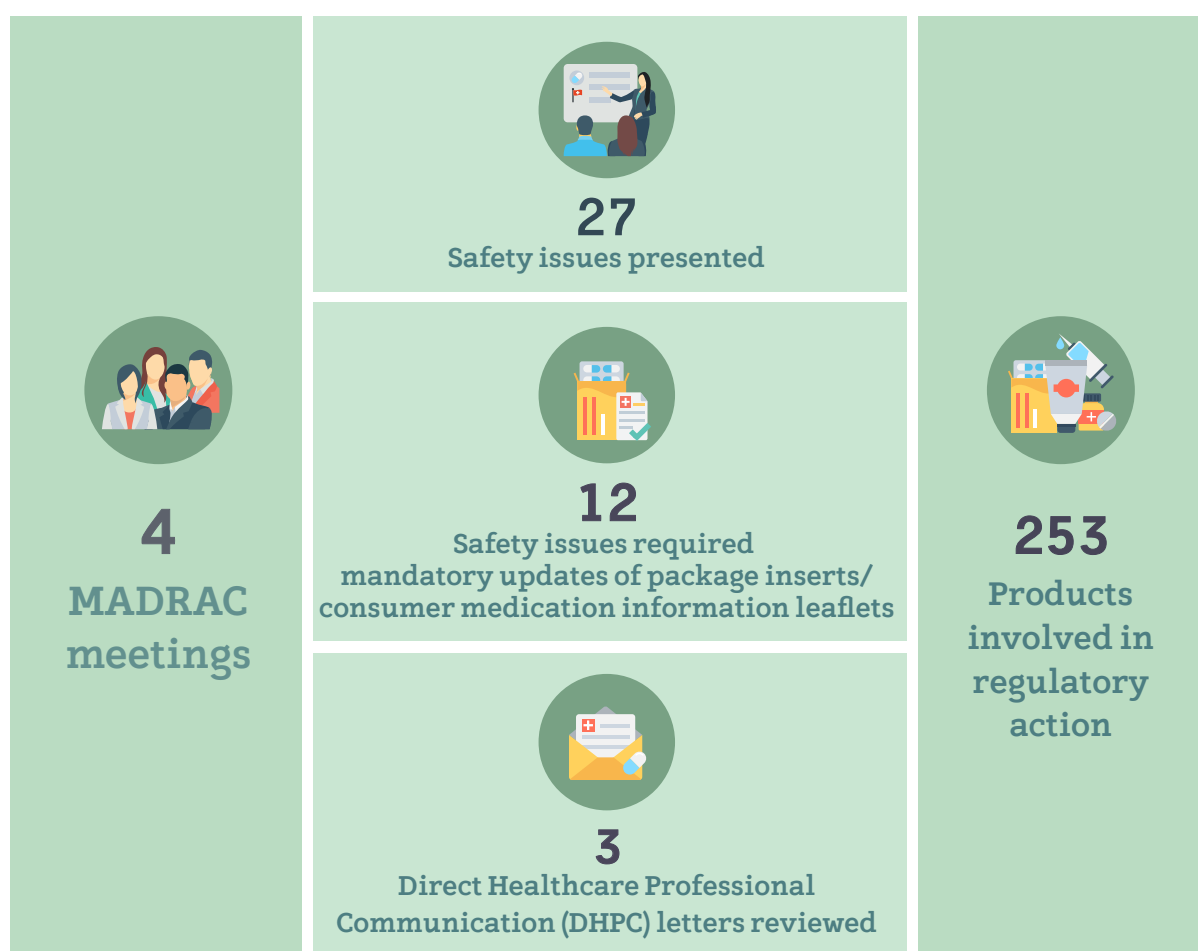 4
MADRAC
meetings
27
Safety issues presented
12
Safety issues required
mandatory updates of package inserts/
consumer medication information leaflets
3
Direct Healthcare Professional
Communication (DHPC) letters reviewed
253
Products
involved in
regulatory
action